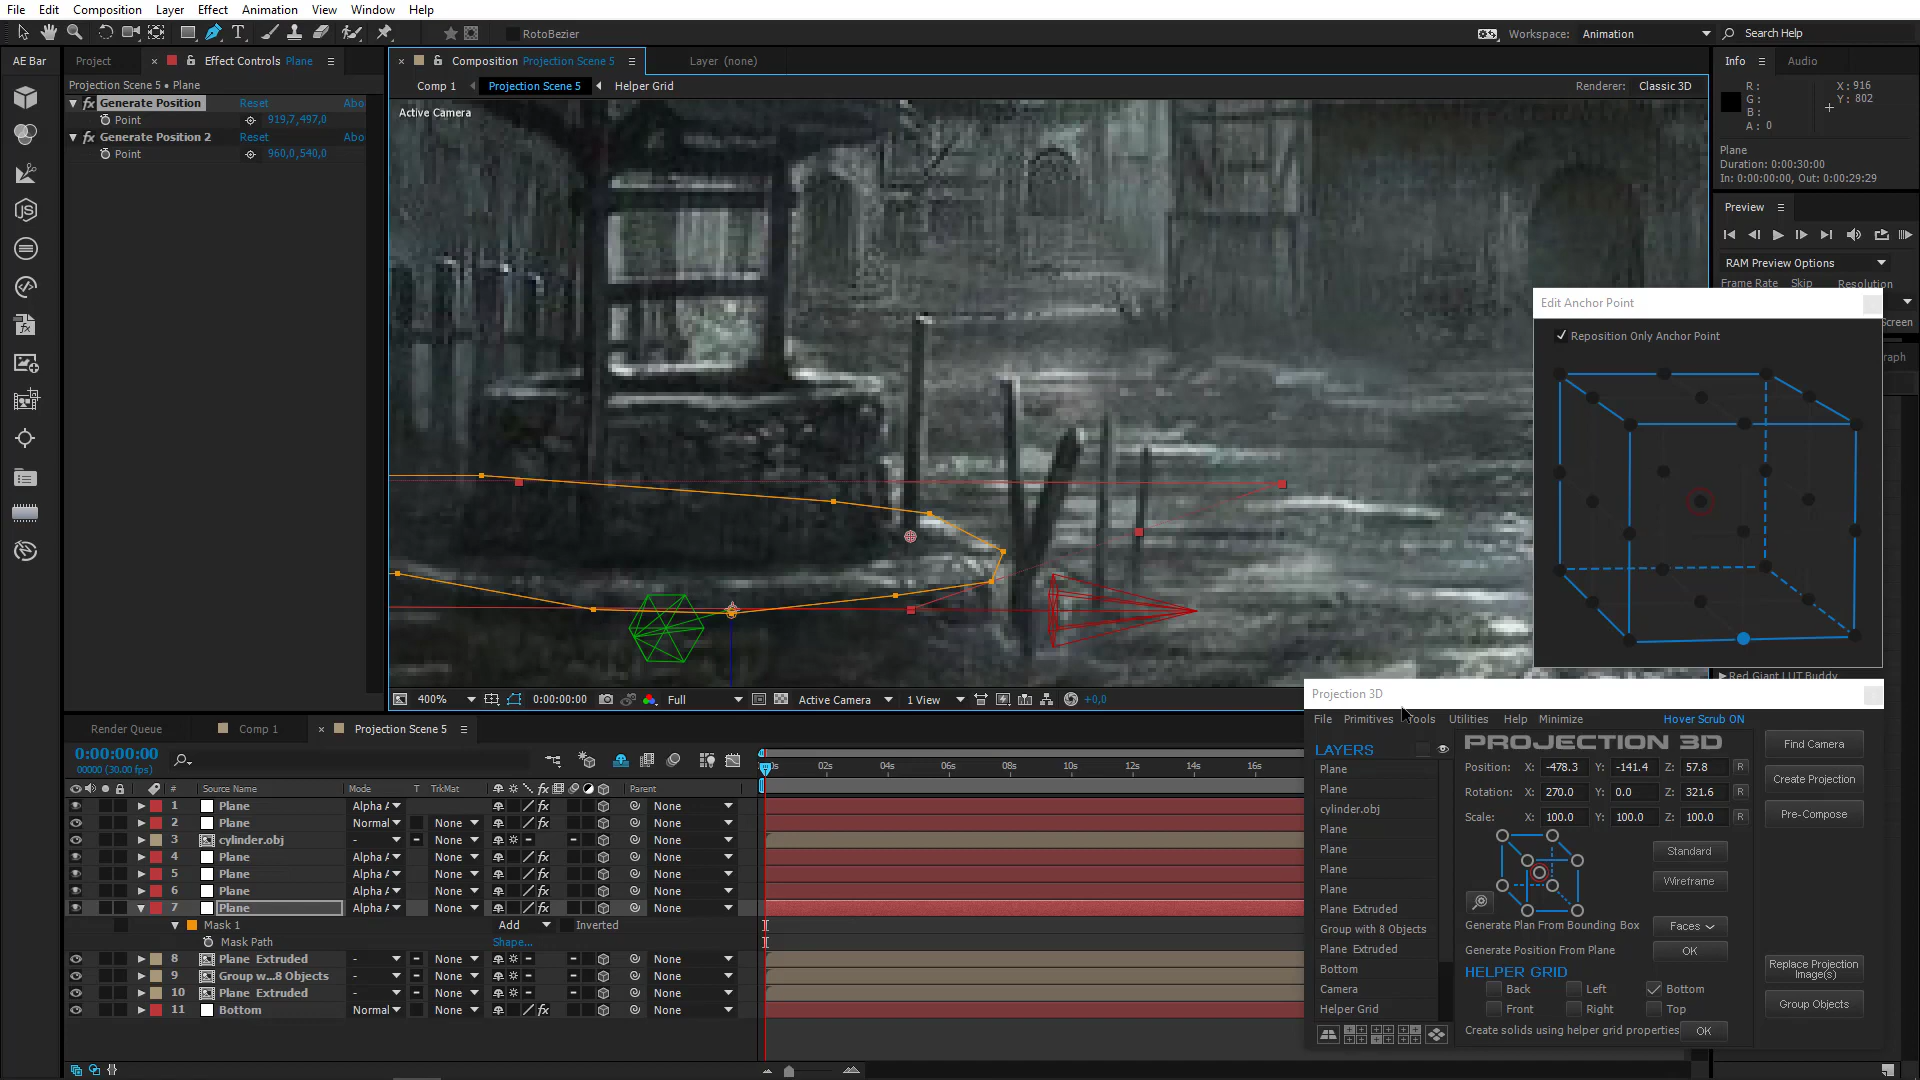 File Edit Composition Layer Effect Animation View Window Help
RotoBezier
Workspace: Animation
Search Help
AE Bar
Project
Effect Controls Plane
Projection Scene 5 • Plane
fx Generate Position Reset Abo
Point 919,7,497,0
fx Generate Position 2 Reset Abo
Point 960,0,540,0
Composition Projection Scene 5
Layer (none)
Comp 1 Projection Scene 5 Helper Grid
Renderer: Classic 3D
Active Camera
Info Audio
R : X : 916
G : Y : 802
B :
A : 0
Plane
Duration: 0:00:30:00
In: 0:00:00:00, Out: 0:00:29:29
Preview
RAM Preview Options
Frame Rate Skip Resolution
Screen
raph
Edit Anchor Point
Reposition Only Anchor Point
Red Giant LUT Buddy
400% 0:00:00:00 Full Active Camera 1 View +0,0
Render Queue Comp 1 Projection Scene 5
0:00:00:00
00000 (30.00 fps)
02s 04s 06s 08s 10s 12s 14s 16s
# Source Name Mode T TrkMat Parent
1 Plane Alpha A None
2 Plane Normal None None
3 cylinder.obj - None None
4 Plane Alpha A None None
5 Plane Alpha A None None
6 Plane Alpha A None None
7 Plane Alpha A None None
Mask 1 Add Inverted
Mask Path Shape...
8 Plane Extruded - None None
9 Group w...8 Objects - None None
10 Plane Extruded - None None
11 Bottom Normal None None
Projection 3D
File Primitives Tools Utilities Help Minimize Hover Scrub ON
LAYERS
Plane
Plane
cylinder.obj
Plane
Plane
Plane
Plane
Plane Extruded
Group with 8 Objects
Plane Extruded
Bottom
Camera
Helper Grid
PROJECTION 3D
Position: X: -478.3 Y: -141.4 Z: 57.8 R
Rotation: X: 270.0 Y: 0.0 Z: 321.6 R
Scale: X: 100.0 Y: 100.0 Z: 100.0 R
Standard
Wireframe
Generate Plan From Bounding Box Faces
Generate Position From Plane OK
HELPER GRID
Back Left Bottom
Front Right Top
Create solids using helper grid properties OK
Find Camera
Create Projection
Pre-Compose
Replace Projection Image(s)
Group Objects